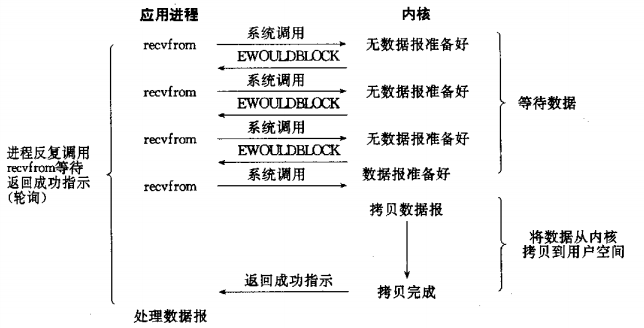 应用进程 内核
recvfrom 系统调用 无数据报准备好
EWOULDBLOCK
recvfrom 系统调用 无数据报准备好
EWOULDBLOCK
等待数据
recvfrom 系统调用 无数据报准备好
EWOULDBLOCK
进程反复调用
recvfrom等待
返回成功指示
(轮询)
recvfrom 系统调用 数据报准备好
拷贝数据报
将数据从内核
拷贝到用户空间
返回成功指示 拷贝完成
处理数据报